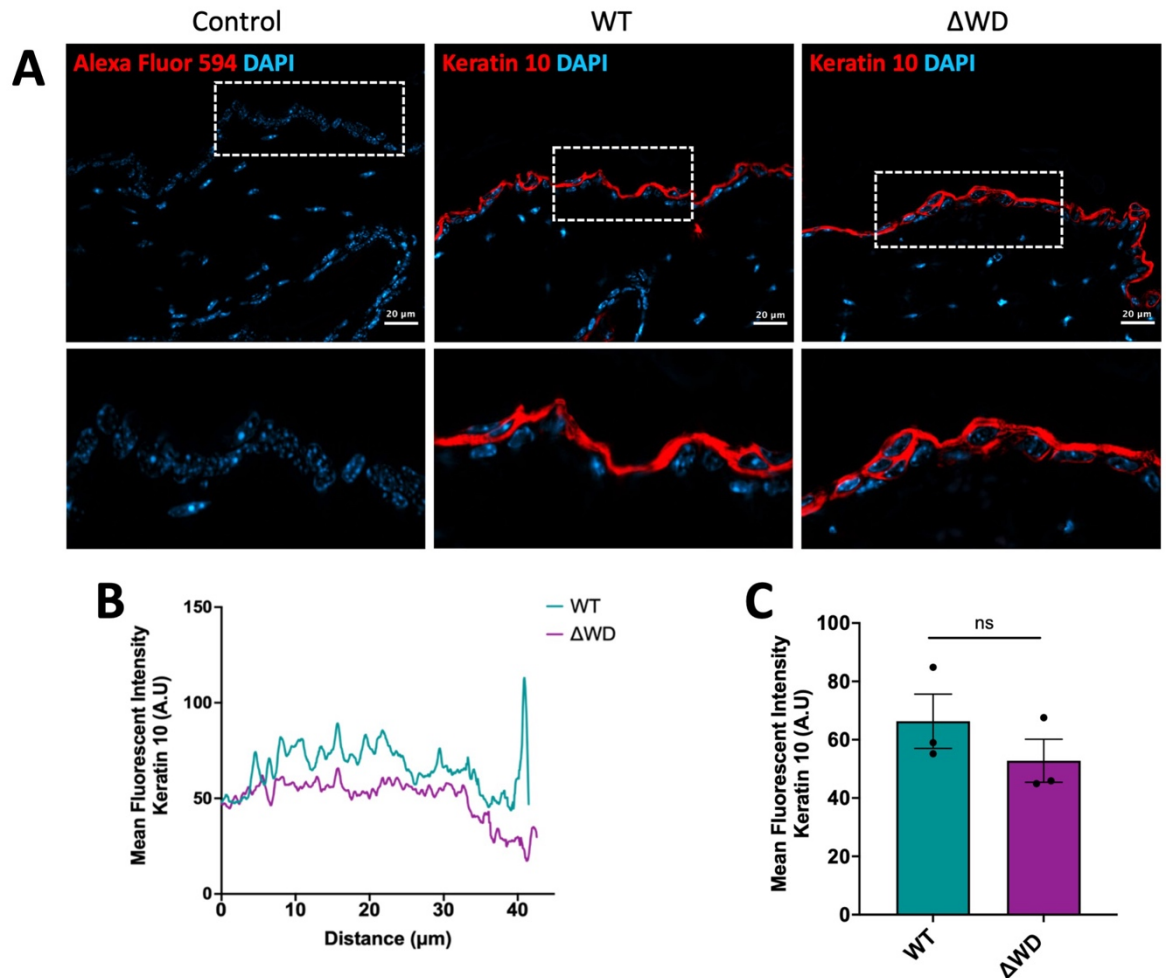 Control
WT
ΔWD
A
Alexa Fluor 594 DAPI
Keratin 10 DAPI
Keratin 10 DAPI
20 µm
20 µm
20 µm
B
Mean Fluorescent Intensity
Keratin 10 (A.U)
150
100
50
0
0
10
20
30
40
Distance (µm)
WT
ΔWD
C
Mean Fluorescent Intensity
Keratin 10 (A.U)
100
80
60
40
20
0
ns
WT
ΔWD